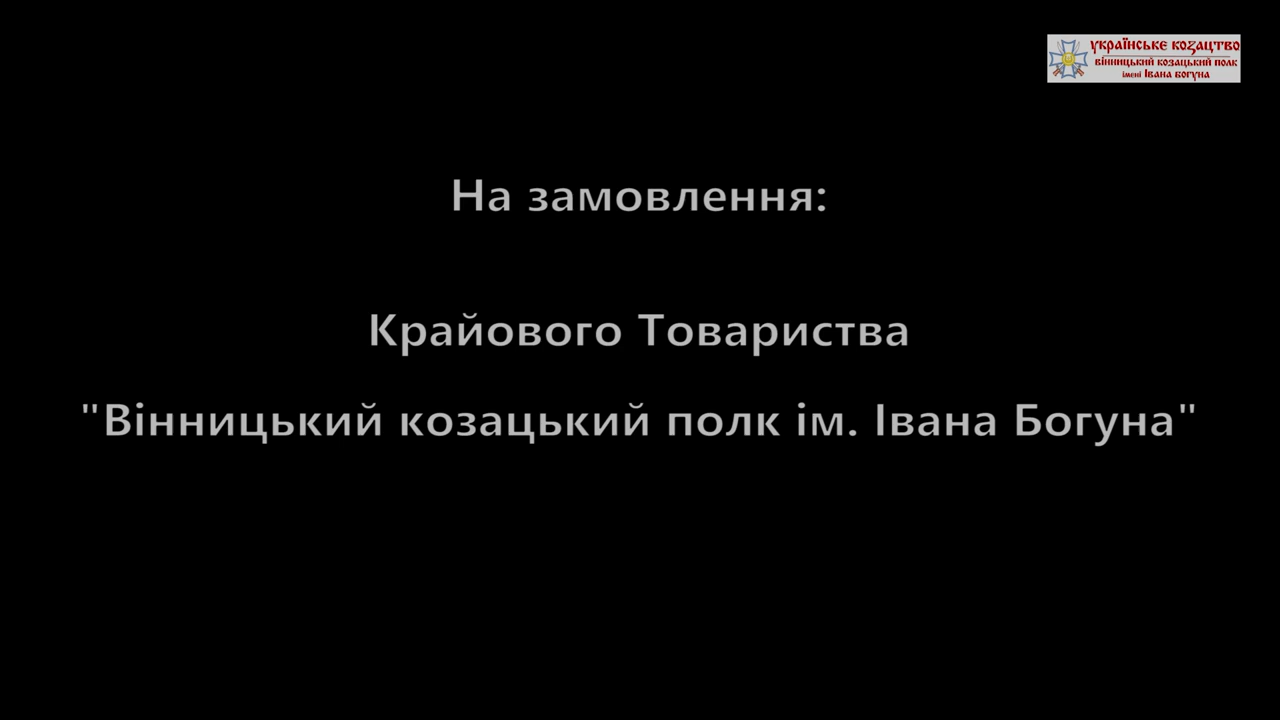 українське козацтво
вінницький козацький полк
імені Івана богуна
На замовлення:
Крайового Товариства
"Вінницький козацький полк ім. Івана Богуна"